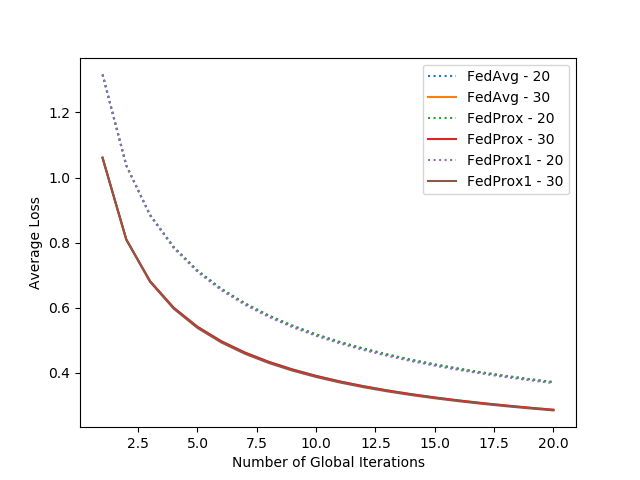 FedAvg - 20
FedAvg - 30
FedProx - 20
FedProx - 30
FedProx1 - 20
FedProx1 - 30
1.2
1.0
0.8
0.6
0.4
Average Loss
2.5 5.0 7.5 10.0 12.5 15.0 17.5 20.0
Number of Global Iterations